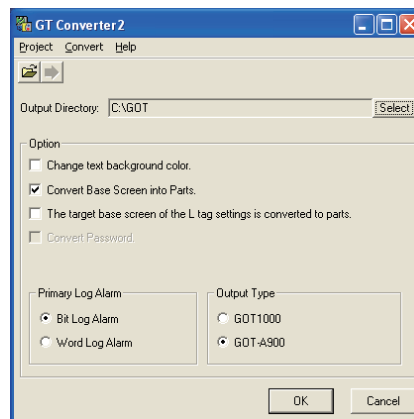 GT Converter2
Project Convert Help
Output Directory: C:\GOT Select
Option
Change text background color.
Convert Base Screen into Parts.
The target base screen of the L tag settings is converted to parts.
Convert Password.
Primary Log Alarm Output Type
Bit Log Alarm GOT1000
Word Log Alarm GOT-A900
OK Cancel